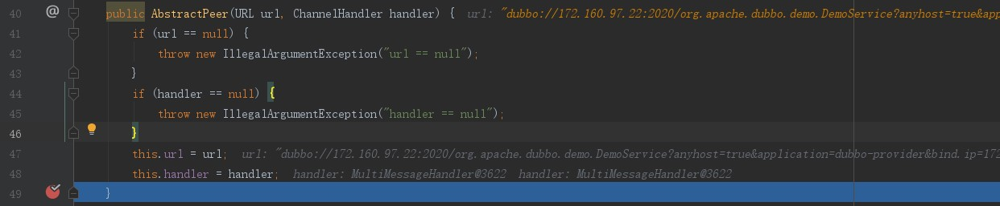 40 @ public AbstractPeer(URL url, ChannelHandler handler) { url: "dubbo://172.160.97.22:2020/org.apache.dubbo.demo.DemoService?anyhost=true&app
41 if (url == null) {
42 throw new IllegalArgumentException("url == null");
43 }
44 if (handler == null) {
45 throw new IllegalArgumentException("handler == null");
46 }
47 this.url = url; url: "dubbo://172.160.97.22:2020/org.apache.dubbo.demo.DemoService?anyhost=true&application=dubbo-provider&bind.ip=172
48 this.handler = handler; handler: MultiMessageHandler@3622 handler: MultiMessageHandler@3622
49 }